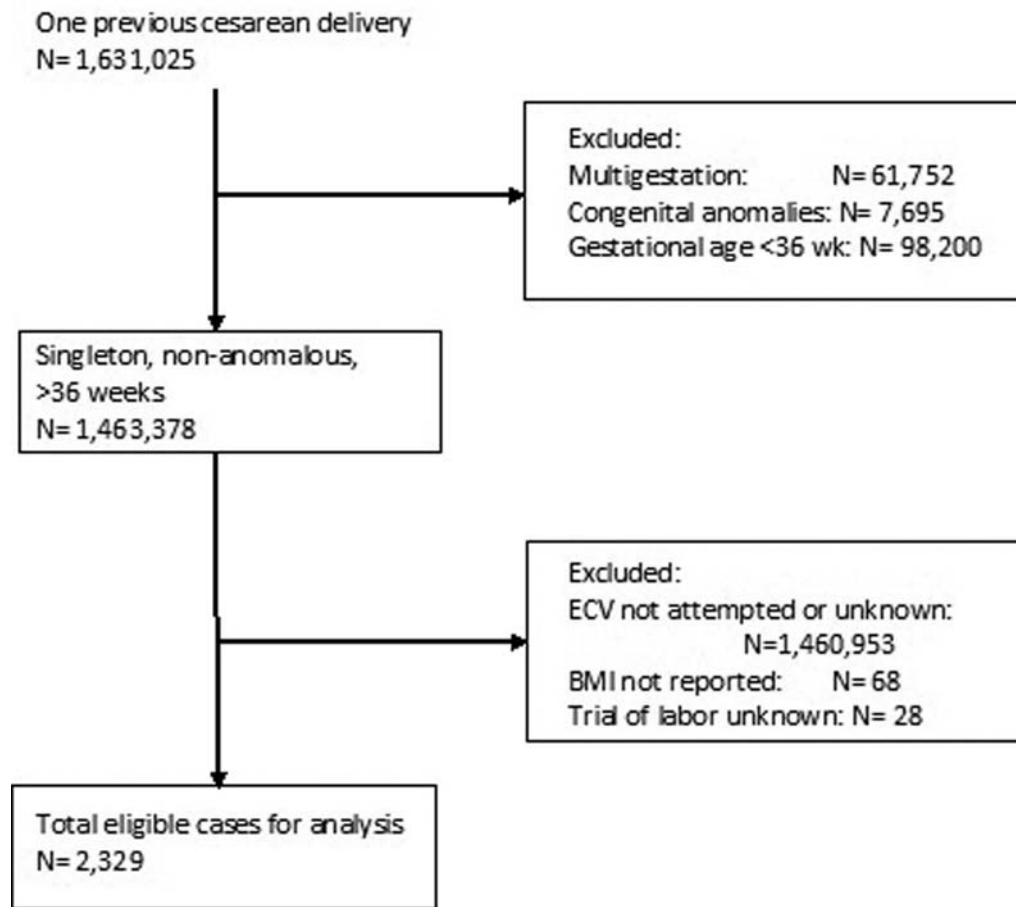 One previous cesarean delivery
N= 1,631,025
Excluded:
Multigestation: N= 61,752
Congenital anomalies: N= 7,695
Gestational age <36 wk: N= 98,200
Singleton, non-anomalous,
>36 weeks
N= 1,463,378
Excluded:
ECV not attempted or unknown:
N=1,460,953
BMI not reported: N= 68
Trial of labor unknown: N= 28
Total eligible cases for analysis
N= 2,329